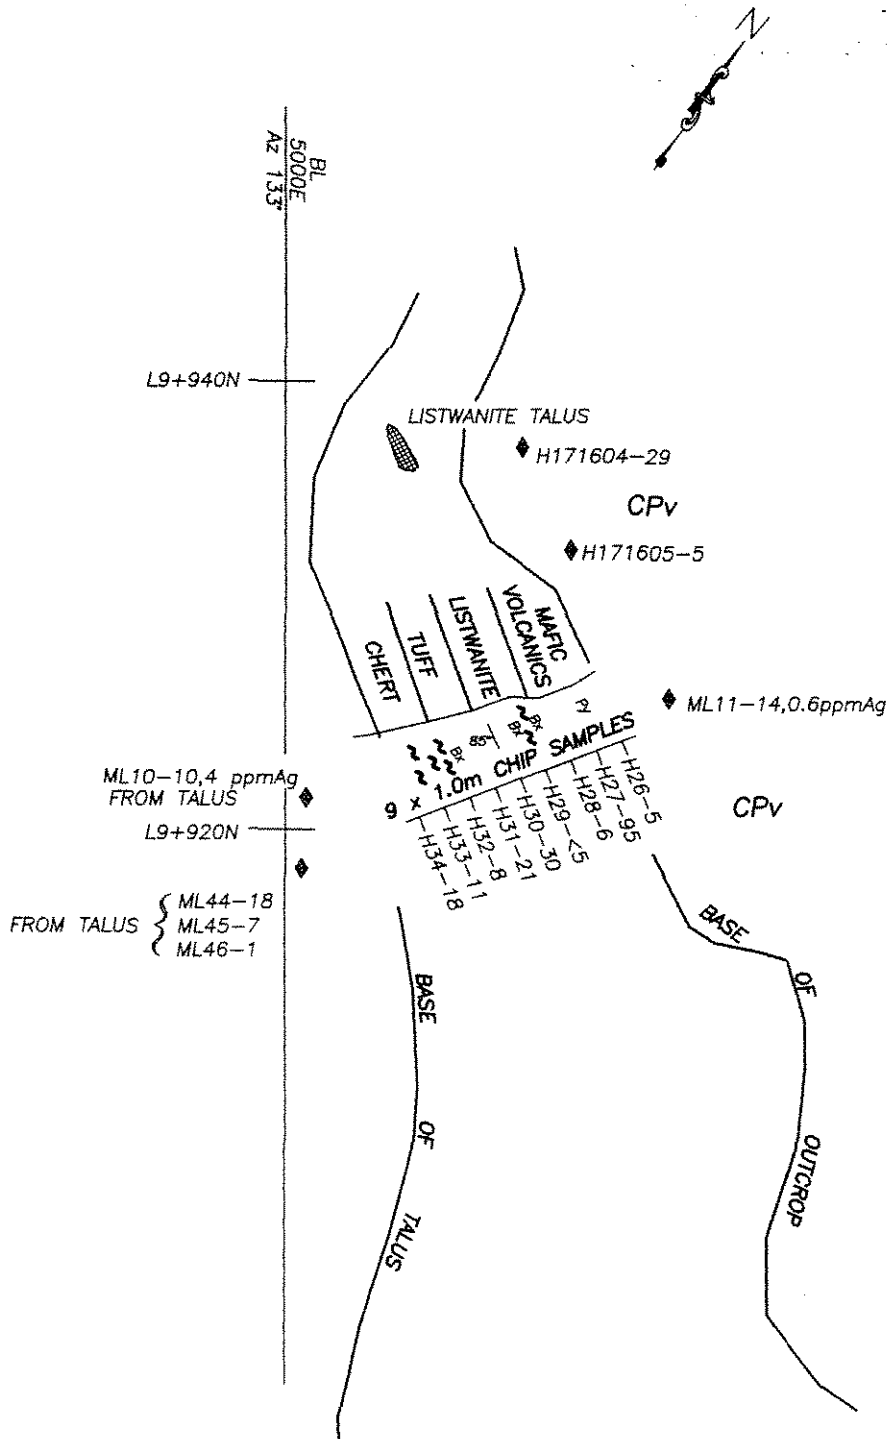 N
BL
5000E
Az 133°
L9+940N
LISTWANITE TALUS
H171604-29
CPv
H171605-5
MAFIC
VOLCANICS
LISTWANITE
TUFF
CHERT
ML11-14,0.6ppmAg
PY
Bx
Bx
85°
Bx
9 x 1.0m CHIP SAMPLES
ML10-10,4 ppmAg
FROM TALUS
L9+920N
CPv
H26-5
H27-95
H28-6
H29-<5
H30-30
H31-21
H32-8
H33-11
H34-18
ML44-18
FROM TALUS ML45-7
ML46-1
BASE OF OUTCROP
BASE OF TALUS